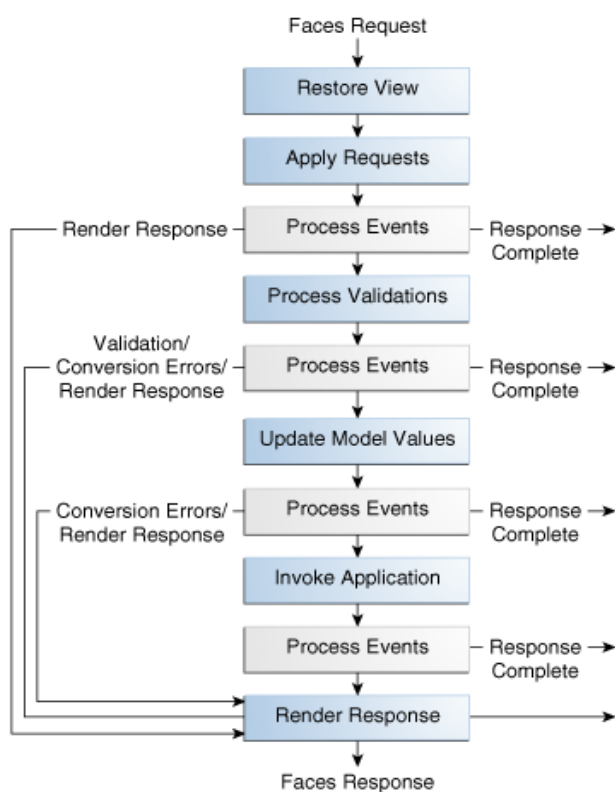 Faces Request
Restore View
Apply Requests
Render Response
Process Events
Response
Complete
Process Validations
Validation/
Conversion Errors/
Render Response
Process Events
Response
Complete
Update Model Values
Conversion Errors/
Render Response
Process Events
Response
Complete
Invoke Application
Process Events
Response
Complete
Render Response
Faces Response